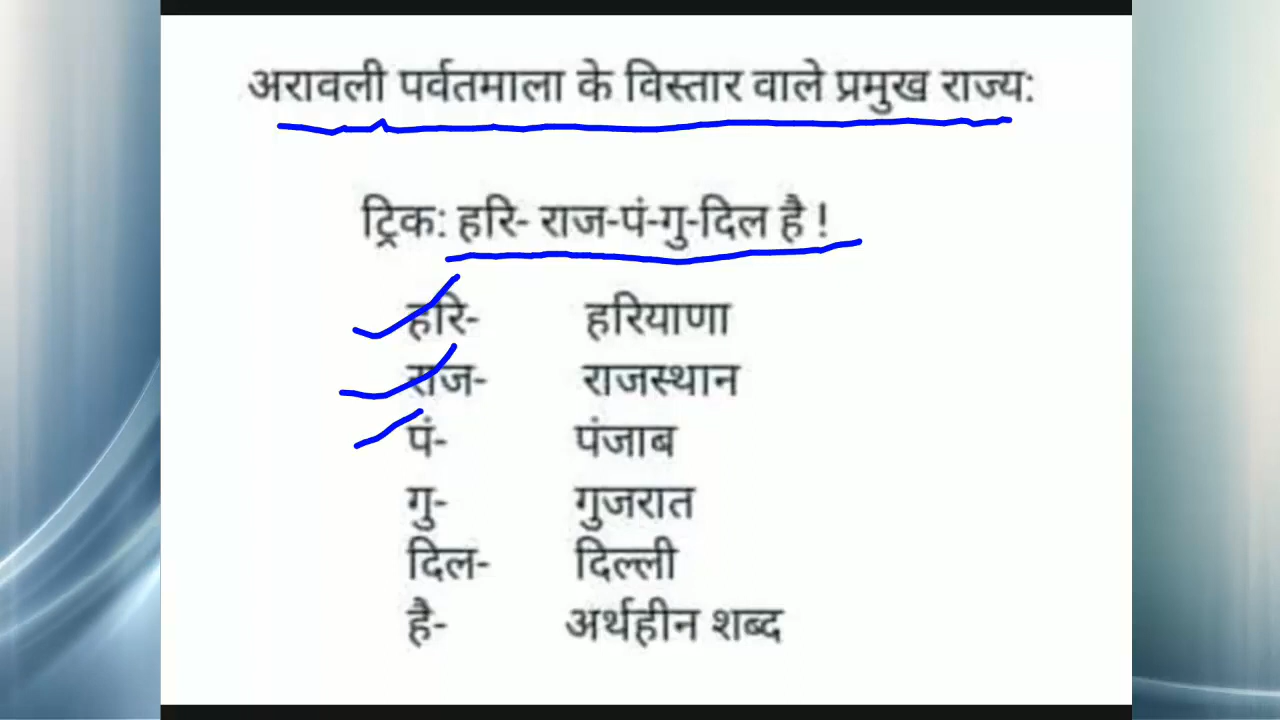 अरावली पर्वतमाला के विस्तार वाले प्रमुख राज्य:
ट्रिक: हरि- राज-पं-गु-दिल है !
हरि- हरियाणा
राज- राजस्थान
पं- पंजाब
गु- गुजरात
दिल- दिल्ली
है- अर्थहीन शब्द